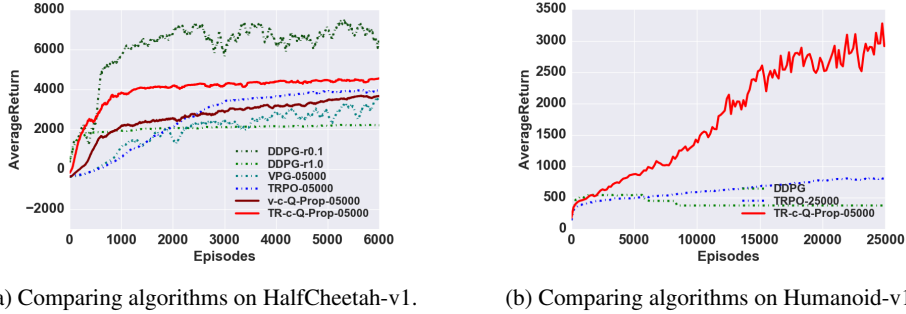 8000
6000
4000
2000
0
−2000
AverageReturn
DDPG-r0.1
DDPG-r1.0
VPG-05000
TRPO-05000
v-c-Q-Prop-05000
TR-c-Q-Prop-05000
0 1000 2000 3000 4000 5000 6000
Episodes
a) Comparing algorithms on HalfCheetah-v1.
3500
3000
2500
2000
1500
1000
500
0
AverageReturn
DDPG
TRPO-25000
TR-c-Q-Prop-05000
0 5000 10000 15000 20000 25000
Episodes
(b) Comparing algorithms on Humanoid-v1